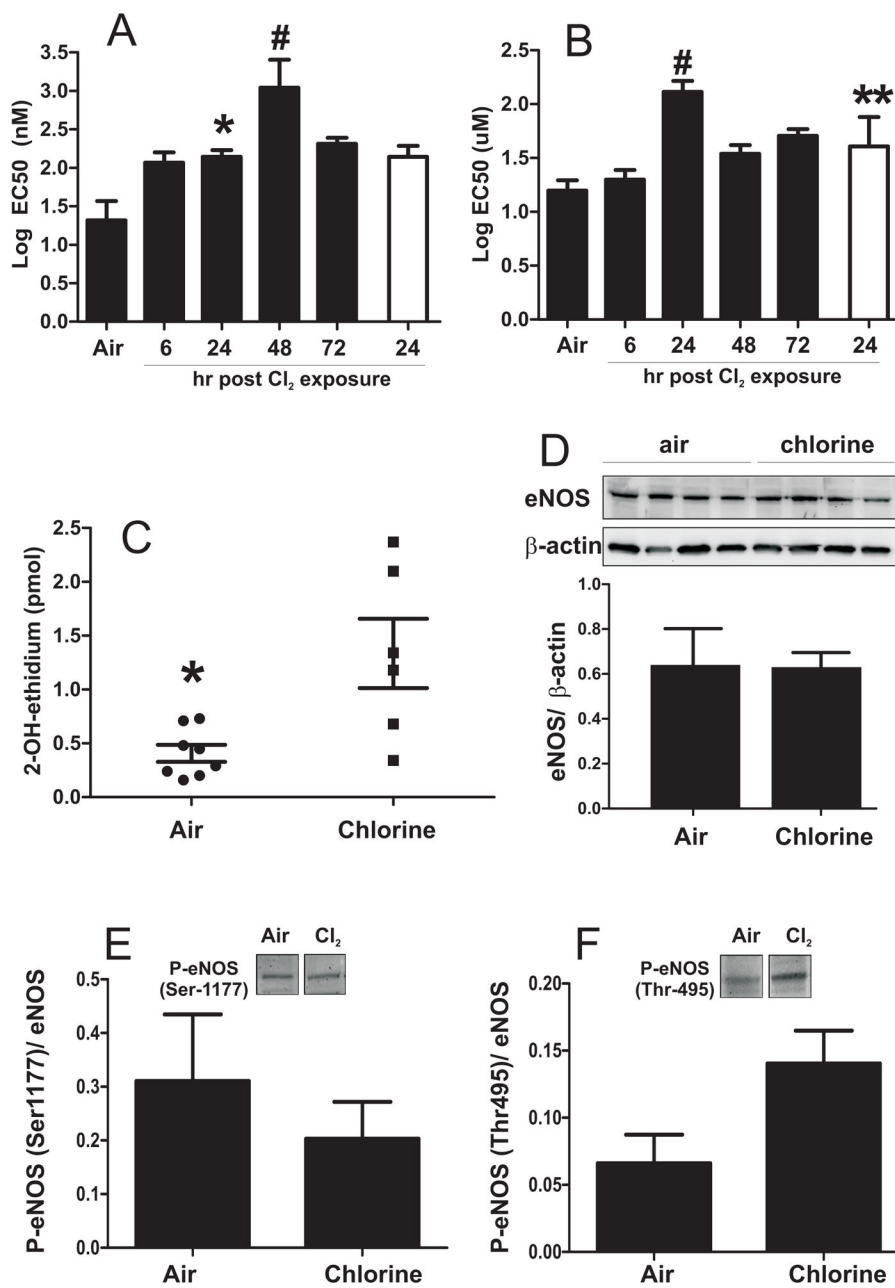 A
#
*
Log EC50 (nM)
3.5
3.0
2.5
2.0
1.5
1.0
0.5
0.0
Air 6 24 48 72 24
hr post Cl₂ exposure
B
#
**
Log EC50 (uM)
2.5
2.0
1.5
1.0
0.5
0.0
Air 6 24 48 72 24
hr post Cl₂ exposure
C
*
2-OH-ethidium (pmol)
2.5
2.0
1.5
1.0
0.5
0.0
Air Chlorine
D
air chlorine
eNOS
β-actin
eNOS/ β-actin
1.0
0.8
0.6
0.4
0.2
0.0
Air Chlorine
E
Air Cl₂
P-eNOS
(Ser-1177)
P-eNOS (Ser1177)/ eNOS
0.5
0.4
0.3
0.2
0.1
0.0
Air Chlorine
F
Air Cl₂
P-eNOS
(Thr-495)
P-eNOS (Thr495)/ eNOS
0.20
0.15
0.10
0.05
0.00
Air Chlorine